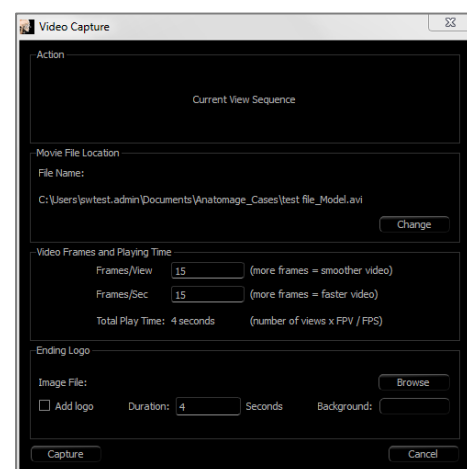 Video Capture
Action
Current View Sequence
Movie File Location
File Name:
C:\Users\swtest.admin\Documents\Anatomage_Cases\test file_Model.avi
Change
Video Frames and Playing Time
Frames/View 15 (more frames = smoother video)
Frames/Sec 15 (more frames = faster video)
Total Play Time: 4 seconds (number of views x FPV / FPS)
Ending Logo
Image File: Browse
Add logo Duration: 4 Seconds Background:
Capture Cancel